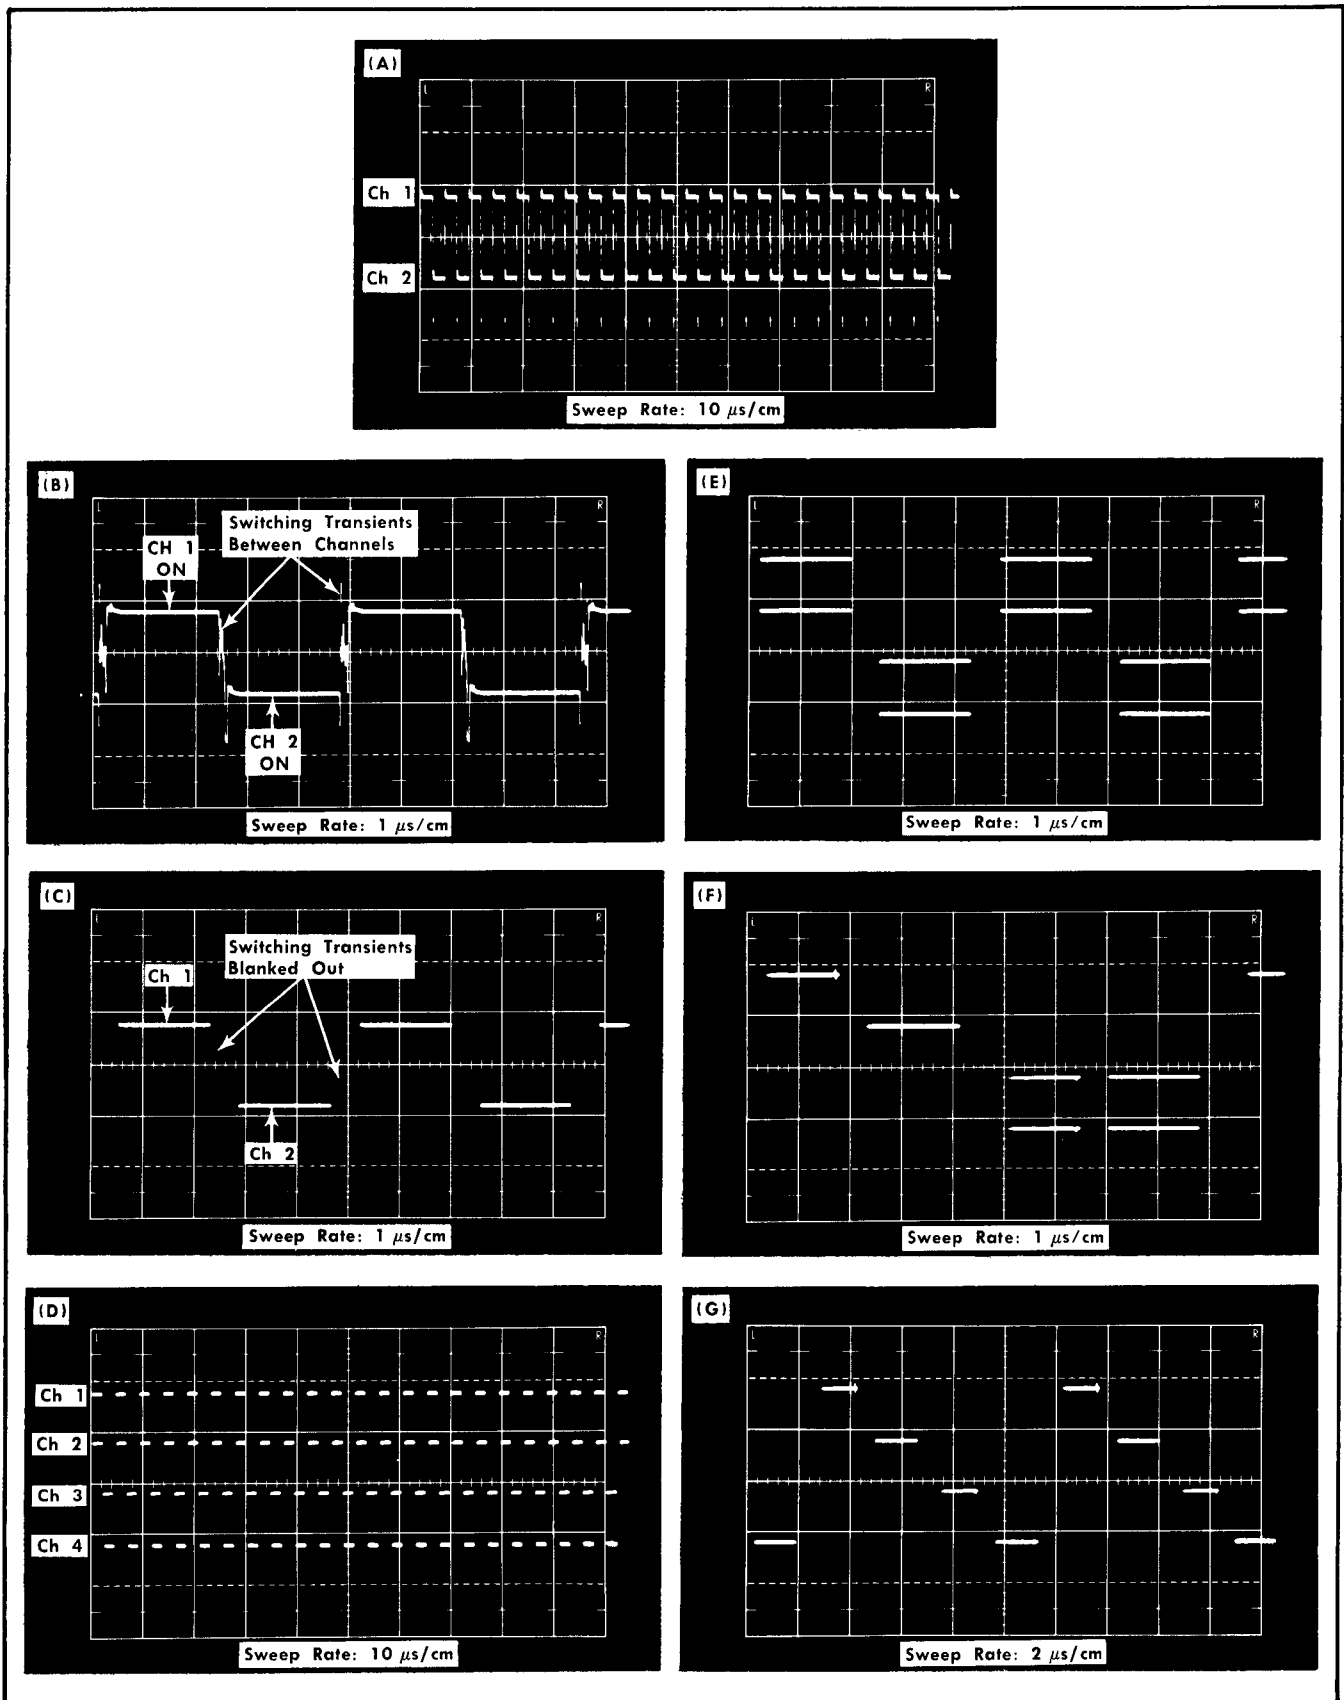 (A)
L R
Ch 1
Ch 2
Sweep Rate: 10 μs/cm
(B)
L R
Switching Transients
Between Channels
CH 1
ON
CH 2
ON
Sweep Rate: 1 μs/cm
(E)
L R
Sweep Rate: 1 μs/cm
(C)
L R
Switching Transients
Blanked Out
Ch 1
Ch 2
Sweep Rate: 1 μs/cm
(F)
L R
Sweep Rate: 1 μs/cm
(D)
L R
Ch 1
Ch 2
Ch 3
Ch 4
Sweep Rate: 10 μs/cm
(G)
L R
Sweep Rate: 2 μs/cm